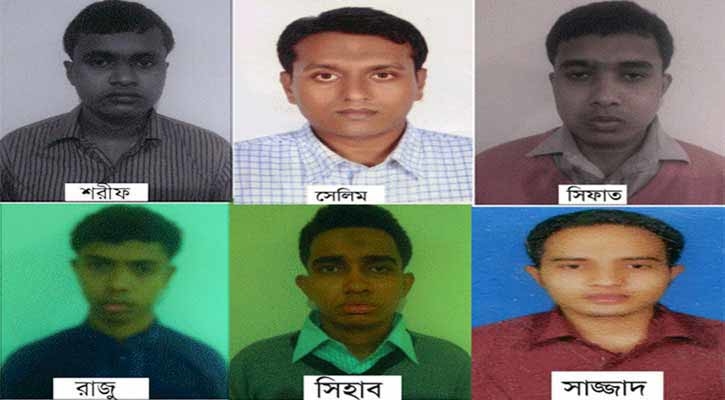 শরীফ
সেলিম
সিফাত
রাজু
সিহাব
সাজ্জাদ